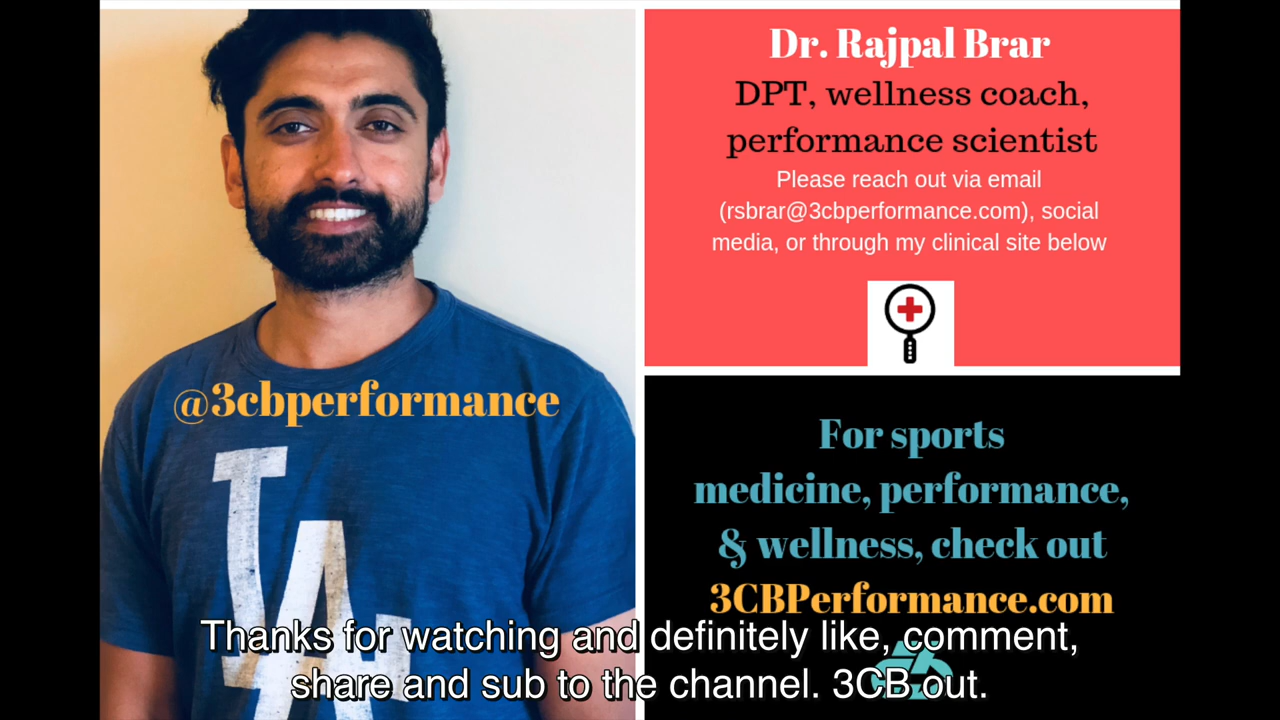 Dr. Rajpal Brar
DPT, wellness coach,
performance scientist
Please reach out via email
(rsbrar@3cbperformance.com), social
media, or through my clinical site below
@3cbperformance
LA
For sports
medicine, performance,
& wellness, check out
3CBPerformance.com
Thanks for watching and definitely like, comment,
share and sub to the channel. 3CB out.